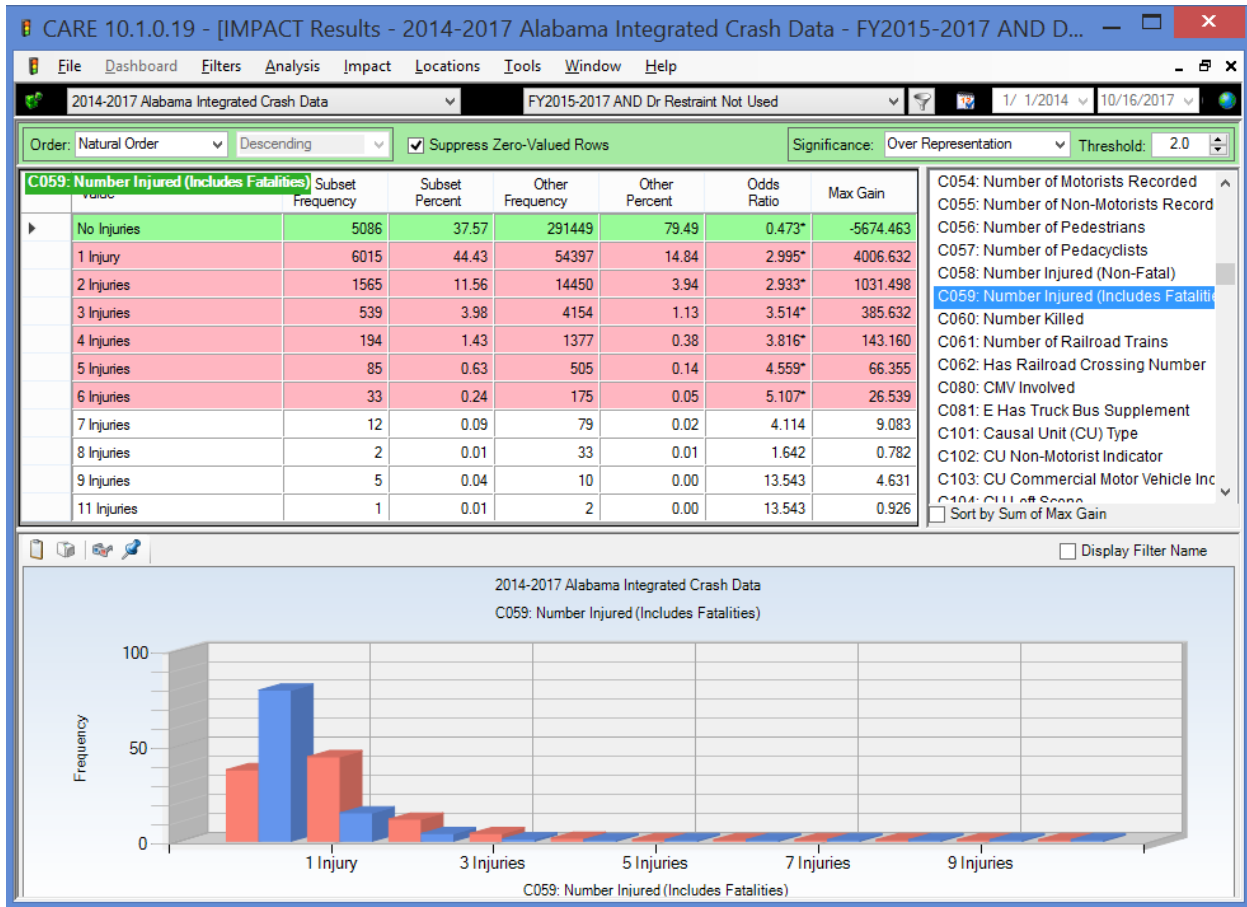 CARE 10.1.0.19 - [IMPACT Results - 2014-2017 Alabama Integrated Crash Data - FY2015-2017 AND D...
File Dashboard Filters Analysis Impact Locations Tools Window Help
2014-2017 Alabama Integrated Crash Data FY2015-2017 AND Dr Restraint Not Used 1/ 1/2014 10/16/2017
Order: Natural Order Descending Suppress Zero-Valued Rows Significance: Over Representation Threshold: 2.0
C059: Number Injured (Includes Fatalities) Subset Frequency Subset Percent Other Frequency Other Percent Odds Ratio Max Gain
No Injuries 5086 37.57 291449 79.49 0.473* -5674.463
1 Injury 6015 44.43 54397 14.84 2.995* 4006.632
2 Injuries 1565 11.56 14450 3.94 2.933* 1031.498
3 Injuries 539 3.98 4154 1.13 3.514* 385.632
4 Injuries 194 1.43 1377 0.38 3.816* 143.160
5 Injuries 85 0.63 505 0.14 4.559* 66.355
6 Injuries 33 0.24 175 0.05 5.107* 26.539
7 Injuries 12 0.09 79 0.02 4.114 9.083
8 Injuries 2 0.01 33 0.01 1.642 0.782
9 Injuries 5 0.04 10 0.00 13.543 4.631
11 Injuries 1 0.01 2 0.00 13.543 0.926
C054: Number of Motorists Recorded
C055: Number of Non-Motorists Record
C056: Number of Pedestrians
C057: Number of Pedacyclists
C058: Number Injured (Non-Fatal)
C059: Number Injured (Includes Fatalitie
C060: Number Killed
C061: Number of Railroad Trains
C062: Has Railroad Crossing Number
C080: CMV Involved
C081: E Has Truck Bus Supplement
C101: Causal Unit (CU) Type
C102: CU Non-Motorist Indicator
C103: CU Commercial Motor Vehicle Inc
C104: CU Left Scene
Sort by Sum of Max Gain
Display Filter Name
2014-2017 Alabama Integrated Crash Data
C059: Number Injured (Includes Fatalities)
100
50
0
Frequency
1 Injury 3 Injuries 5 Injuries 7 Injuries 9 Injuries
C059: Number Injured (Includes Fatalities)